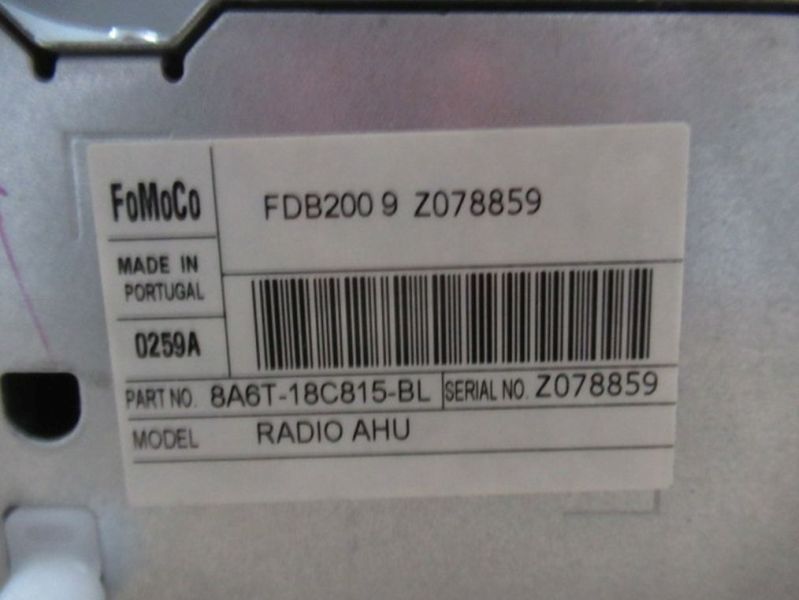 FoMoCo
FDB200 9 Z078859
MADE IN
PORTUGAL
0259A
PART NO. 8A6T-18C815-BL SERIAL NO. Z078859
MODEL RADIO AHU